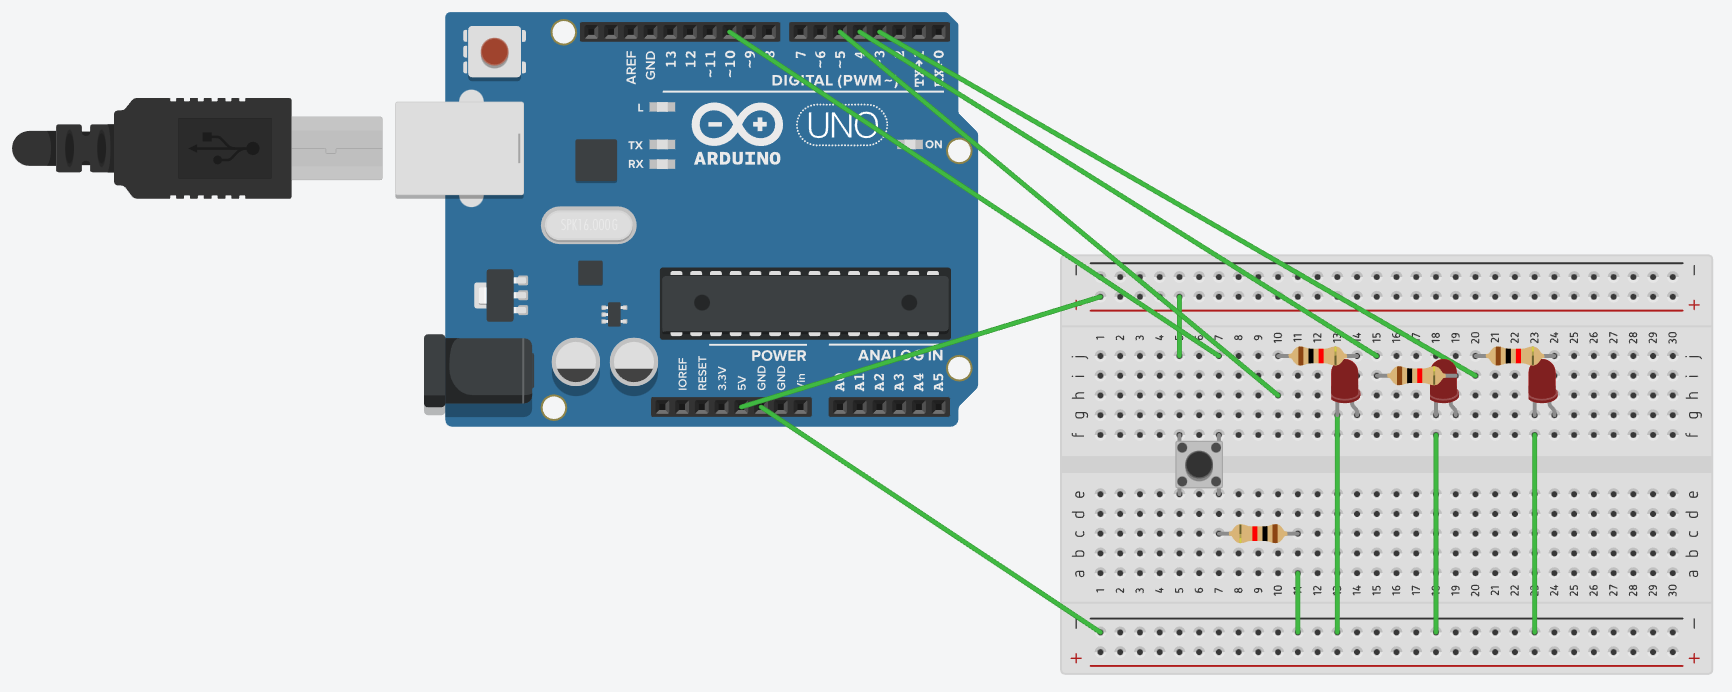 AREF
GND
13
12
~11
~10
~9
8
7
~6
~5
4
~3
2
TX→1
RX←0
DIGITAL (PWM~)
L
TX
RX
ARDUINO
UNO
ON
SPK16.000G
POWER
ANALOG IN
IOREF
RESET
3.3V
5V
GND
GND
Vin
A0
A1
A2
A3
A4
A5
− −
+ +
1 2 3 4 5 6 7 8 9 10 11 12 13 14 15 16 17 18 19 20 21 22 23 24 25 26 27 28 29 30
j j
i i
h h
g g
f f
e e
d d
c c
b b
a a
1 2 3 4 5 6 7 8 9 10 11 12 13 14 15 16 17 18 19 20 21 22 23 24 25 26 27 28 29 30
− −
+ +